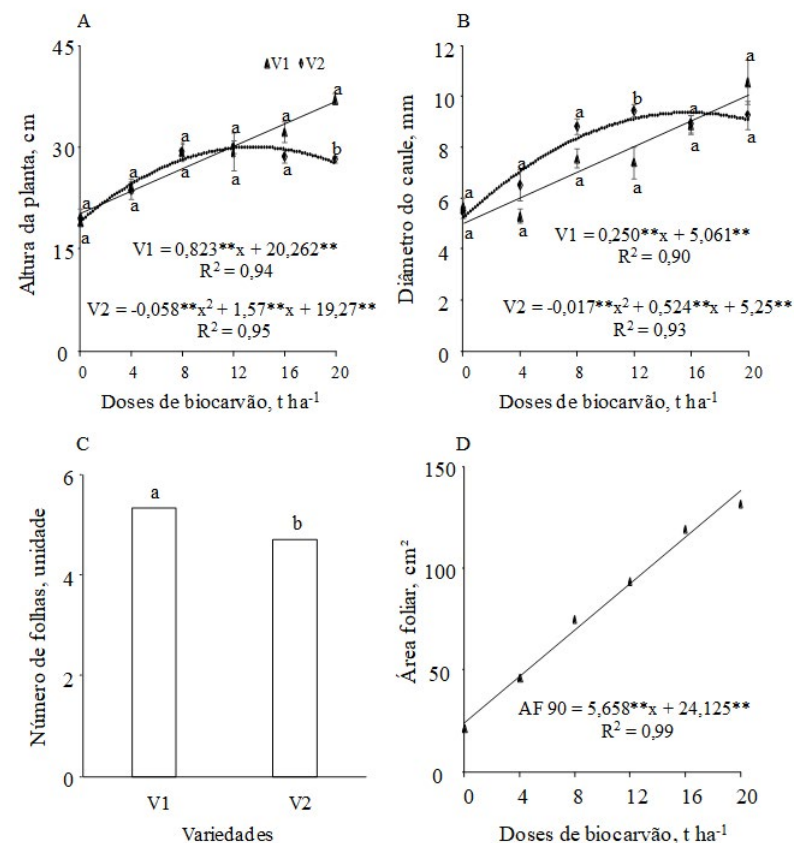 A
45
30
15
0
Altura da planta, cm
V1 V2
a
a
a
a
a
a
a
a
a
a
a
b
V1 = 0,823**x + 20,262**
R² = 0,94
V2 = -0,058**x² + 1,57**x + 19,27**
R² = 0,95
0 4 8 12 16 20
Doses de biocarvão, t ha⁻¹
B
12
10
8
6
4
2
0
Diâmetro do caule, mm
a
a
a
a
a
a
b
a
a
a
a
a
V1 = 0,250**x + 5,061**
R² = 0,90
V2 = -0,017**x² + 0,524**x + 5,25**
R² = 0,93
0 4 8 12 16 20
Doses de biocarvão, t ha⁻¹
C
6
4
2
0
Número de folhas, unidade
a
b
V1 V2
Variedades
D
150
100
50
0
Área foliar, cm²
AF 90 = 5,658**x + 24,125**
R² = 0,99
0 4 8 12 16 20
Doses de biocarvão, t ha⁻¹